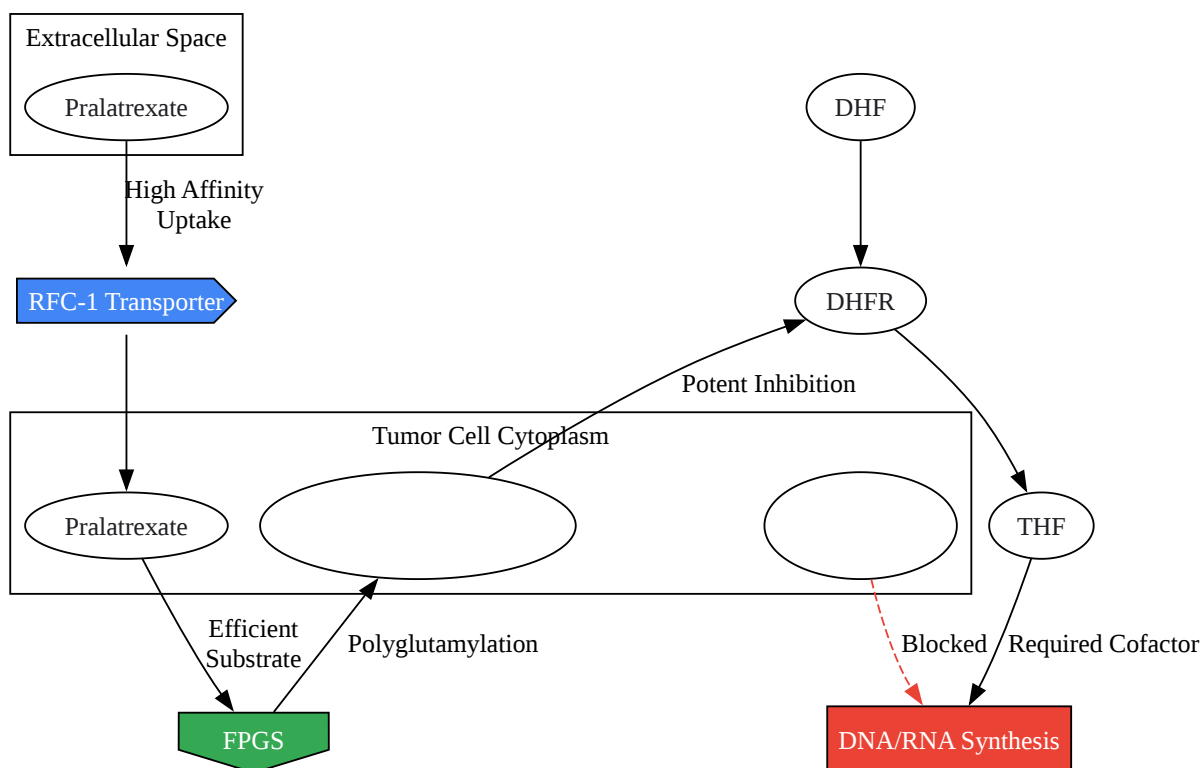 Extracellular Space
Pralatrexate
DHF
High Affinity
Uptake
RFC-1 Transporter
DHFR
Potent Inhibition
Tumor Cell Cytoplasm
Pralatrexate
THF
Efficient
Substrate
Polyglutamylation
Blocked
Required Cofactor
FPGS
DNA/RNA Synthesis